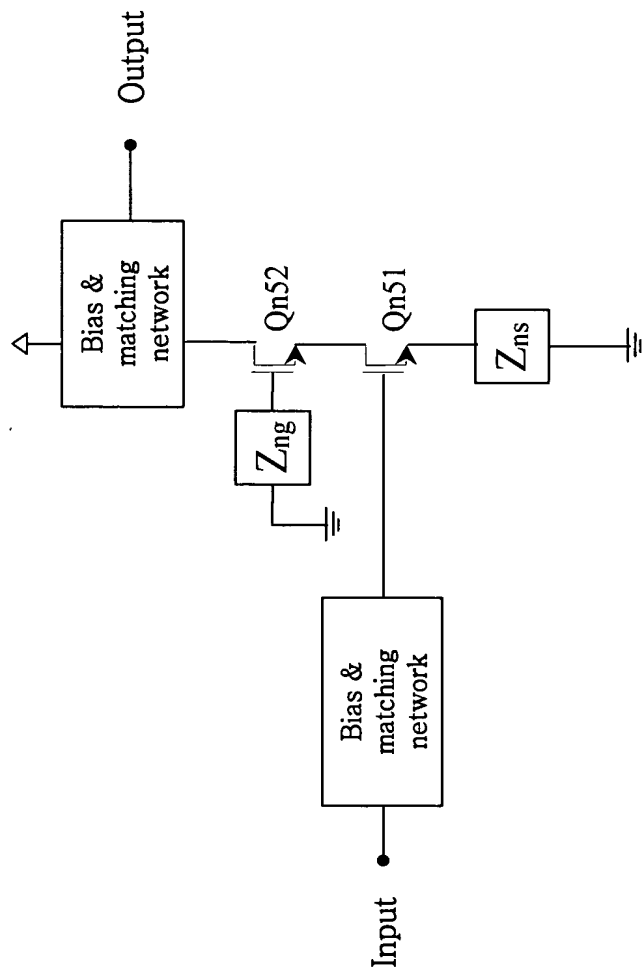 Output
Bias &
matching
network
Qn52
Zng
Qn51
Zns
Bias &
matching
network
Input